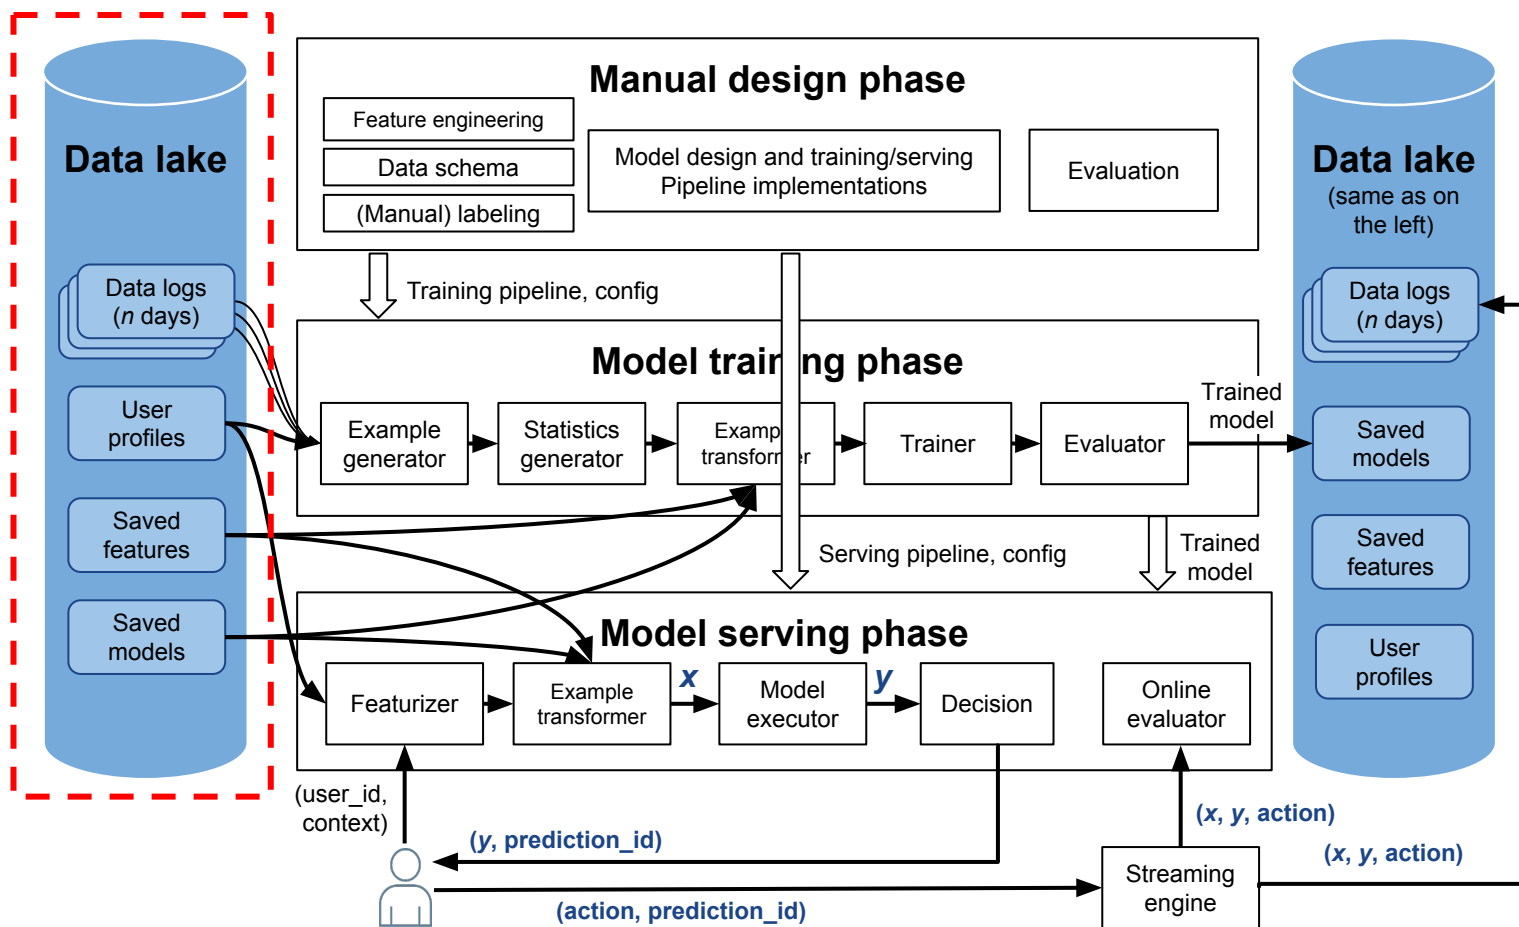 Data lake
Data logs
(n days)
User
profiles
Saved
features
Saved
models
Manual design phase
Feature engineering
Data schema
(Manual) labeling
Model design and training/serving
Pipeline implementations
Evaluation
Training pipeline, config
Model training phase
Example
generator
Statistics
generator
Example
transformer
Trainer
Evaluator
Trained
model
Serving pipeline, config
Trained
model
Model serving phase
Featurizer
Example
transformer
x
Model
executor
y
Decision
Online
evaluator
(user_id,
context)
(y, prediction_id)
(action, prediction_id)
Streaming
engine
(x, y, action)
(x, y, action)
Data lake
(same as on
the left)
Data logs
(n days)
Saved
models
Saved
features
User
profiles